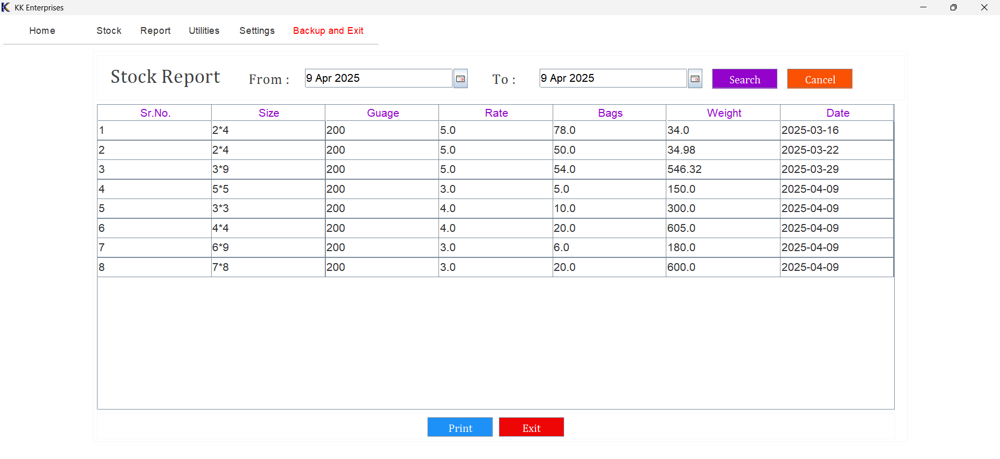 KK Enterprises
Home Stock Report Utilities Settings Backup and Exit
Stock Report From : 9 Apr 2025 To : 9 Apr 2025 Search Cancel
Sr.No. Size Guage Rate Bags Weight Date
1 2*4 200 5.0 78.0 34.0 2025-03-16
2 2*4 200 5.0 50.0 34.98 2025-03-22
3 3*9 200 5.0 54.0 546.32 2025-03-29
4 5*5 200 3.0 5.0 150.0 2025-04-09
5 3*3 200 4.0 10.0 300.0 2025-04-09
6 4*4 200 4.0 20.0 605.0 2025-04-09
7 6*9 200 3.0 6.0 180.0 2025-04-09
8 7*8 200 3.0 20.0 600.0 2025-04-09
Print Exit